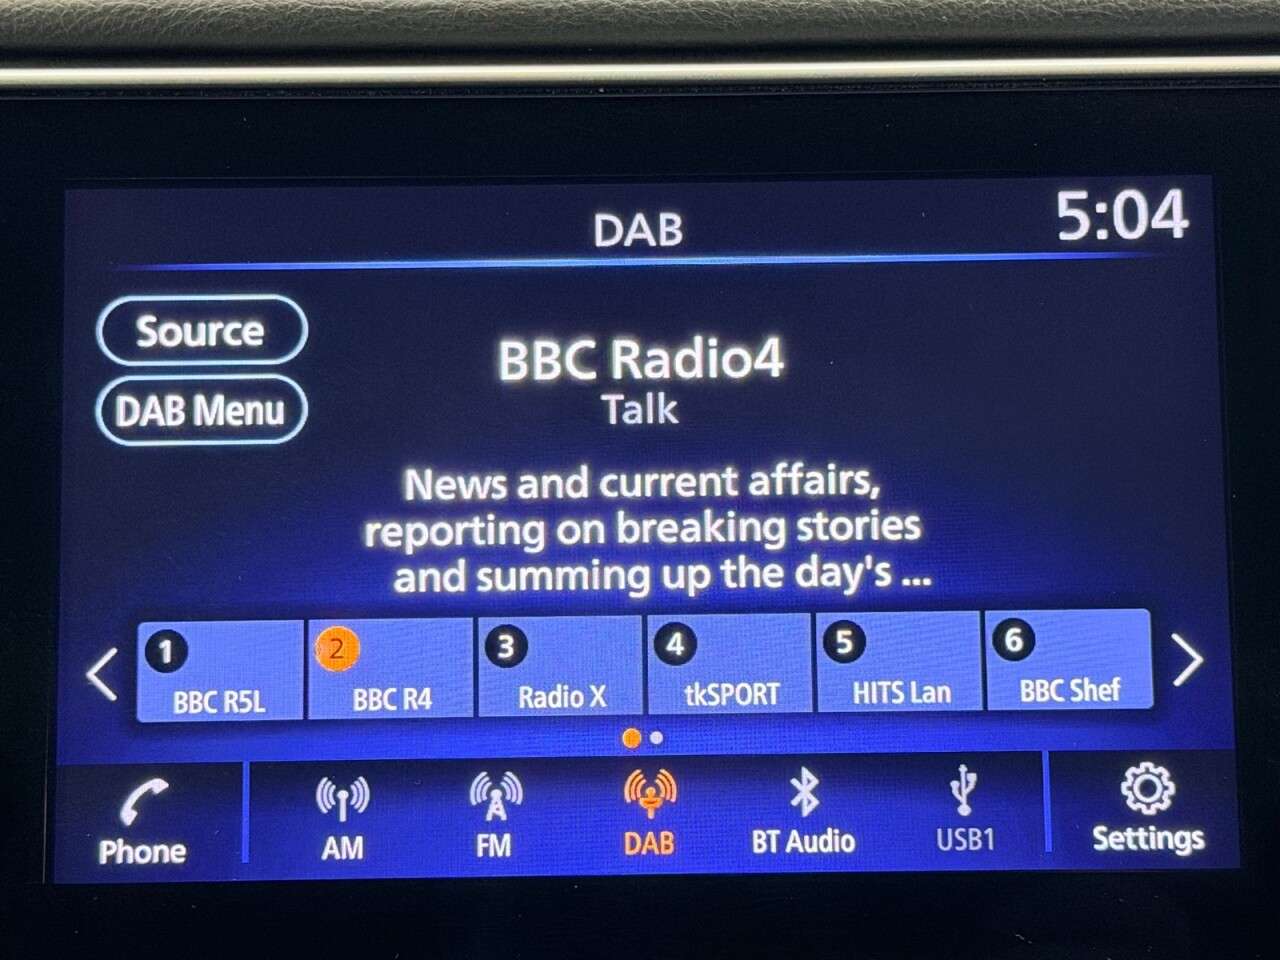 DAB
5:04
Source
DAB Menu
BBC Radio4
Talk
News and current affairs,
reporting on breaking stories
and summing up the day's ...
1
BBC R5L
2
BBC R4
3
Radio X
4
tkSPORT
5
HITS Lan
6
BBC Shef
Phone
AM
FM
DAB
BT Audio
USB1
Settings